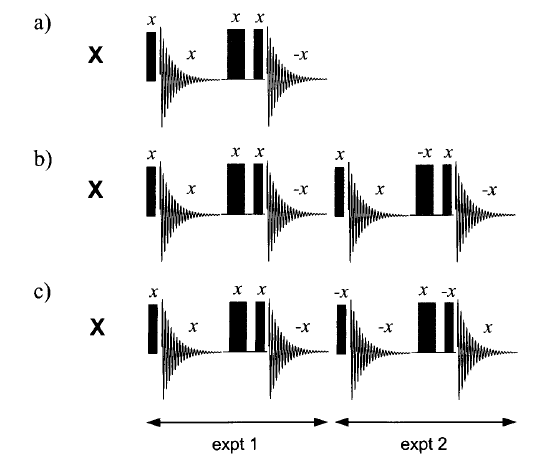 a) X x x x x -x
b) X x x x x -x x x -x x -x
c) X x x x x -x -x -x x -x x
expt 1 expt 2